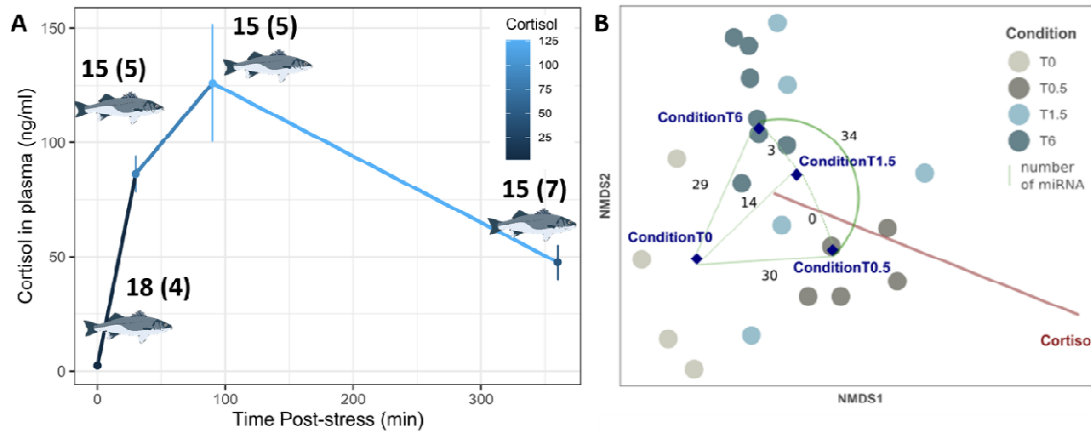 A
150
100
50
0
Cortisol in plasma (ng/ml)
0
100
200
300
Time Post-stress (min)
18 (4)
15 (5)
15 (5)
15 (7)
Cortisol
125
100
75
50
25
B
Condition
T0
T0.5
T1.5
T6
number
of miRNA
ConditionT6
34
3
ConditionT1.5
29
14
0
ConditionT0
ConditionT0.5
30
Cortiso
NMDS2
NMDS1